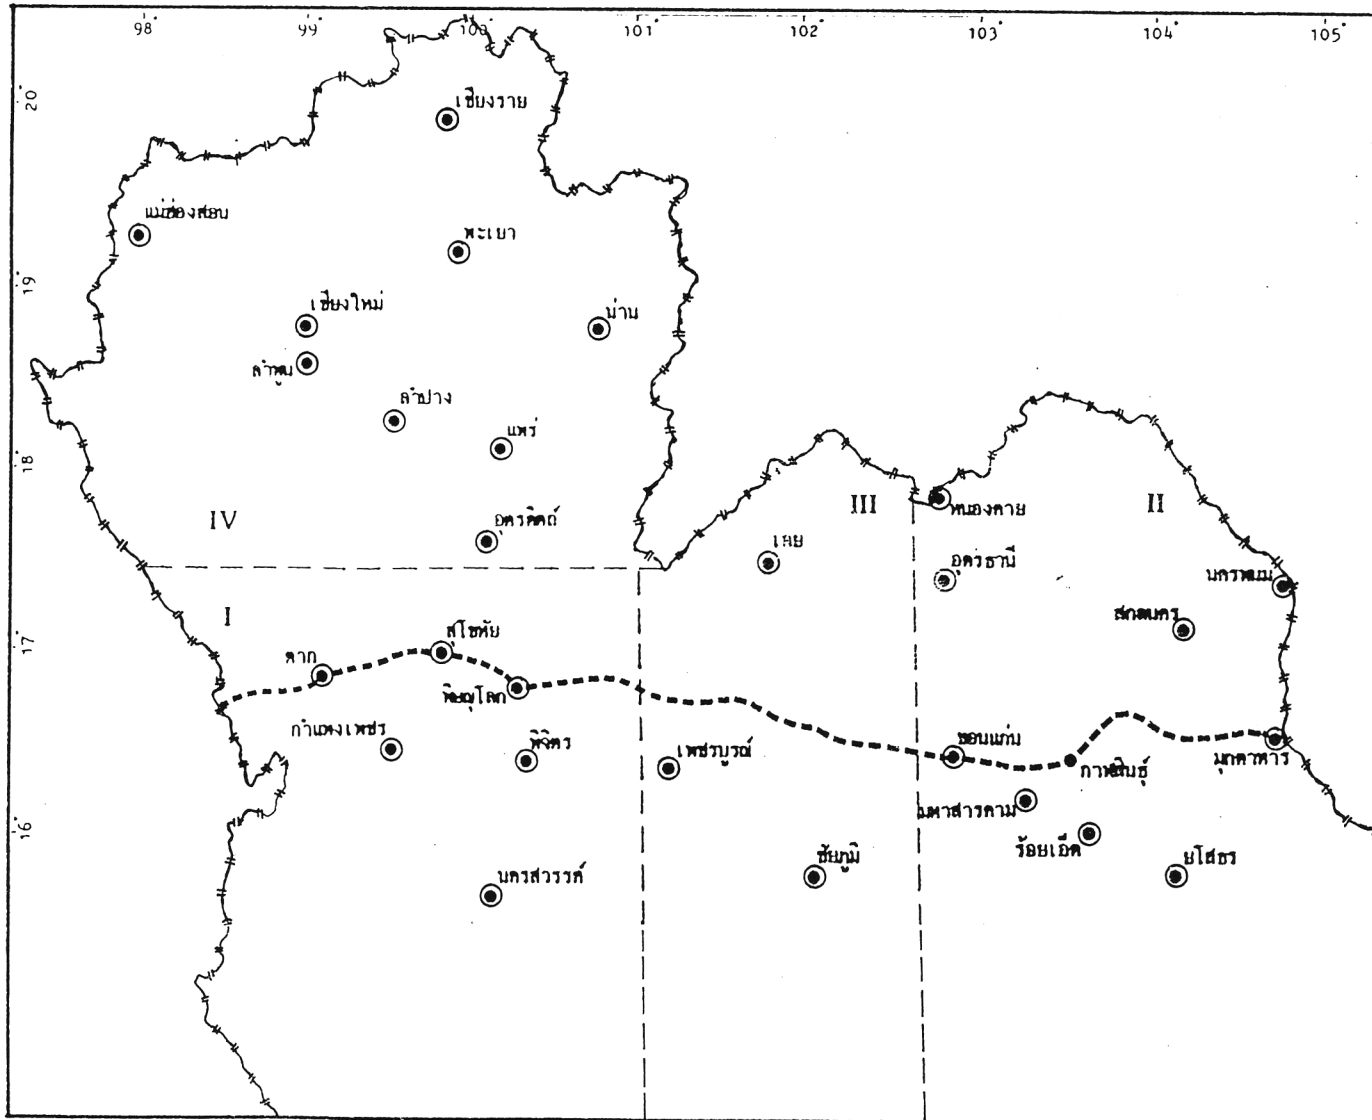 98° 99 100 101° 102° 103° 104° 105°
20°
เชียงราย
แม่ฮ่องสอน
พะเยา
19°
เชียงใหม่
น่าน
ลำพูน
ลำปาง
แพร่
18°
IV
III
II
หนองคาย
อุตรดิตถ์
เลย
อุดรธานี
นครพนม
I
สกลนคร
17°
สุโขทัย
ตาก
พิษณุโลก
กำแพงเพชร
พิจิตร
เพชรบูรณ์
ขอนแก่น
กาฬสินธุ์
มุกดาหาร
มหาสารคาม
16°
ร้อยเอ็ด
ชัยภูมิ
ยโสธร
นครสวรรค์